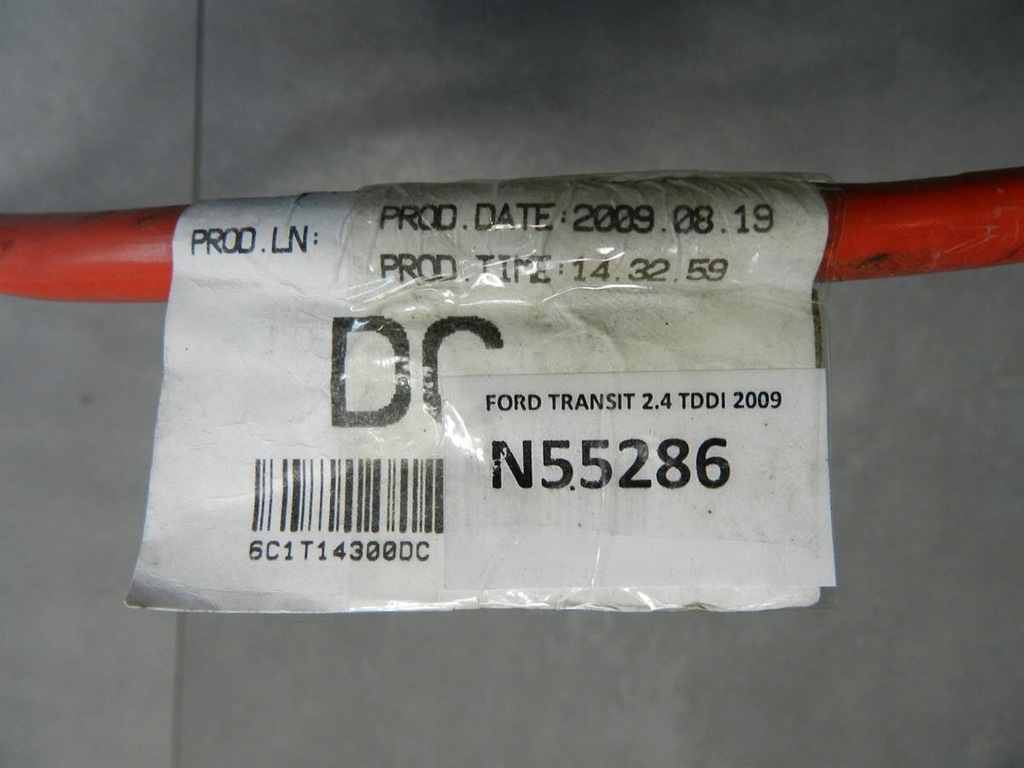 PROD.LN:
PROD.DATE:2009.08.19
PROD.TIME:14.32.59
DC
FORD TRANSIT 2.4 TDDI 2009
N55286
6C1T14300DC